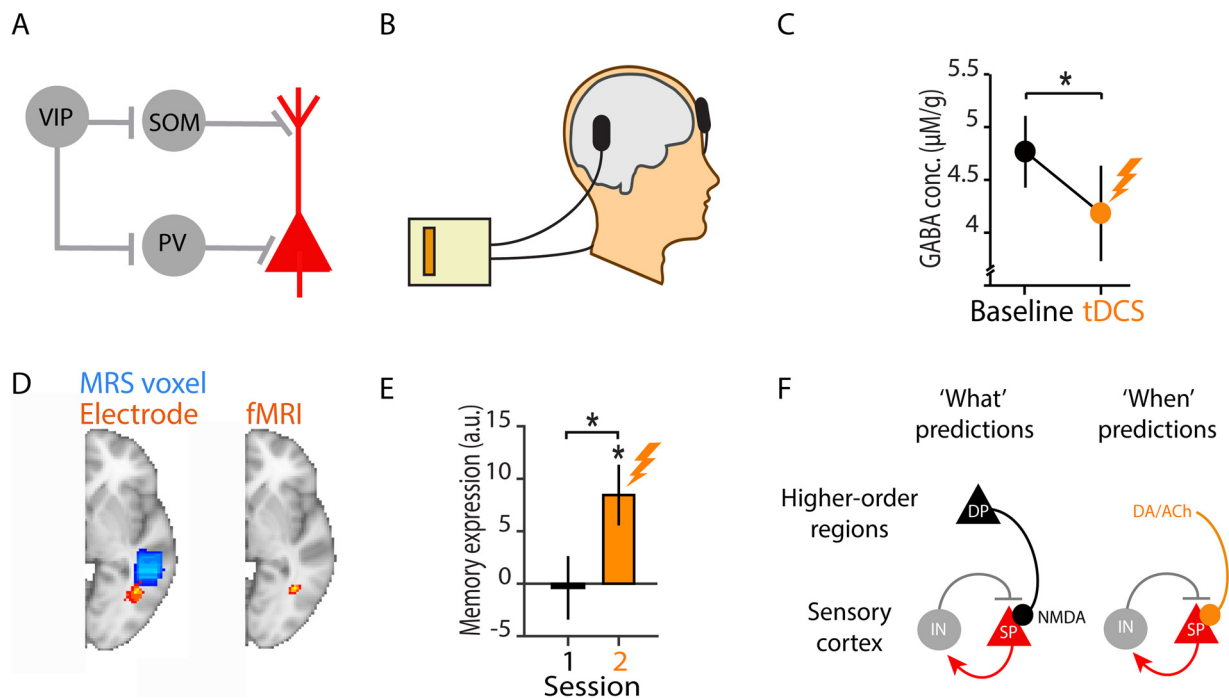 A
VIP
SOM
PV
B
C
GABA conc. (µM/g)
5.5
5
4.5
4
*
Baseline tDCS
D
MRS voxel
Electrode
fMRI
E
Memory expression (a.u.)
15
10
5
0
-5
*
*
1 2
Session
F
'What'
predictions
'When'
predictions
Higher-order
regions
DP
DA/ACh
Sensory
cortex
IN
SP
NMDA
IN
SP